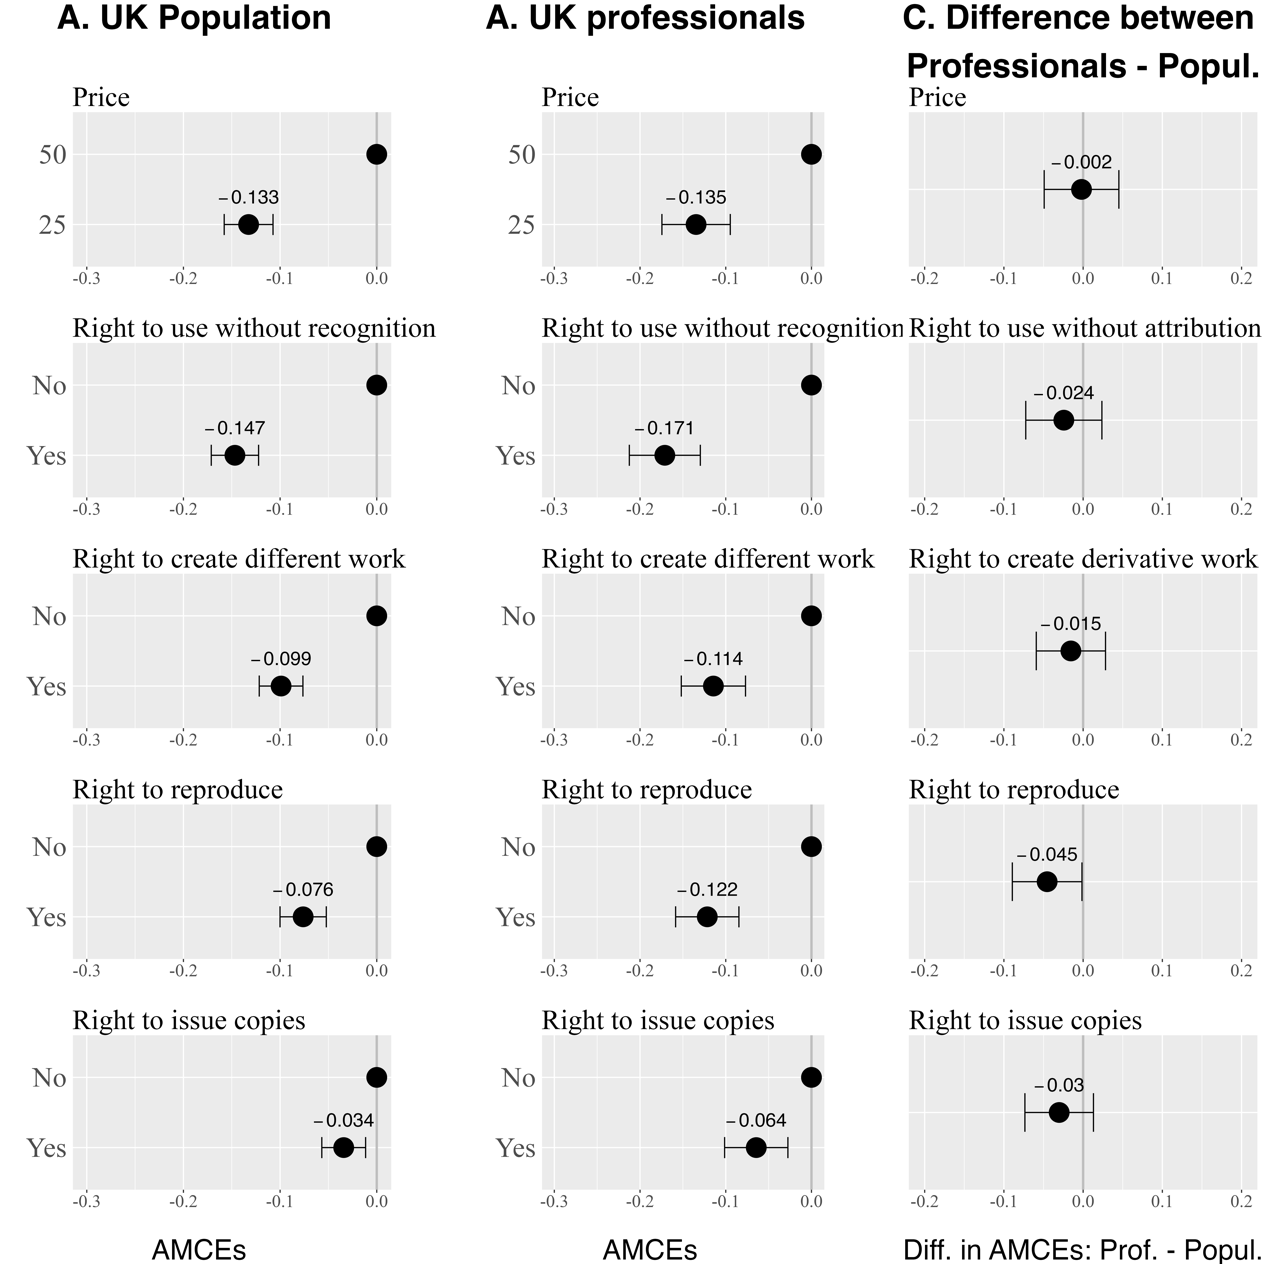 A. UK Population
A. UK professionals
C. Difference between
Professionals - Popul.
Price
50
−0.133
25
-0.3 -0.2 -0.1 0.0
Price
50
−0.135
25
-0.3 -0.2 -0.1 0.0
Price
−0.002
-0.2 -0.1 0.0 0.1 0.2
Right to use without recognition
No
−0.147
Yes
-0.3 -0.2 -0.1 0.0
Right to use without recognition
No
−0.171
Yes
-0.3 -0.2 -0.1 0.0
Right to use without attribution
−0.024
-0.2 -0.1 0.0 0.1 0.2
Right to create different work
No
−0.099
Yes
-0.3 -0.2 -0.1 0.0
Right to create different work
No
−0.114
Yes
-0.3 -0.2 -0.1 0.0
Right to create derivative work
−0.015
-0.2 -0.1 0.0 0.1 0.2
Right to reproduce
No
−0.076
Yes
-0.3 -0.2 -0.1 0.0
Right to reproduce
No
−0.122
Yes
-0.3 -0.2 -0.1 0.0
Right to reproduce
−0.045
-0.2 -0.1 0.0 0.1 0.2
Right to issue copies
No
−0.034
Yes
-0.3 -0.2 -0.1 0.0
Right to issue copies
No
−0.064
Yes
-0.3 -0.2 -0.1 0.0
Right to issue copies
−0.03
-0.2 -0.1 0.0 0.1 0.2
AMCEs
AMCEs
Diff. in AMCEs: Prof. - Popul.